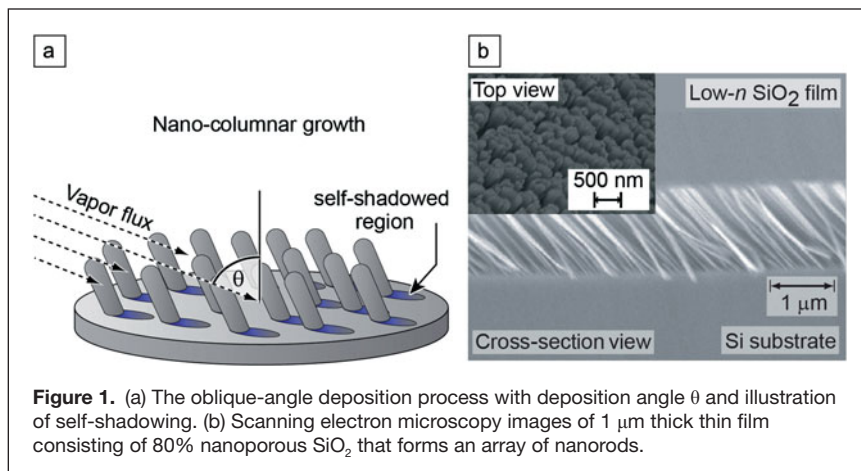 a
Nano-columnar growth
Vapor flux
self-shadowed
region
θ
b
Top view
Low-n SiO₂ film
500 nm
1 μm
Cross-section view
Si substrate
Figure 1. (a) The oblique-angle deposition process with deposition angle θ and illustration
of self-shadowing. (b) Scanning electron microscopy images of 1 μm thick thin film
consisting of 80% nanoporous SiO₂ that forms an array of nanorods.